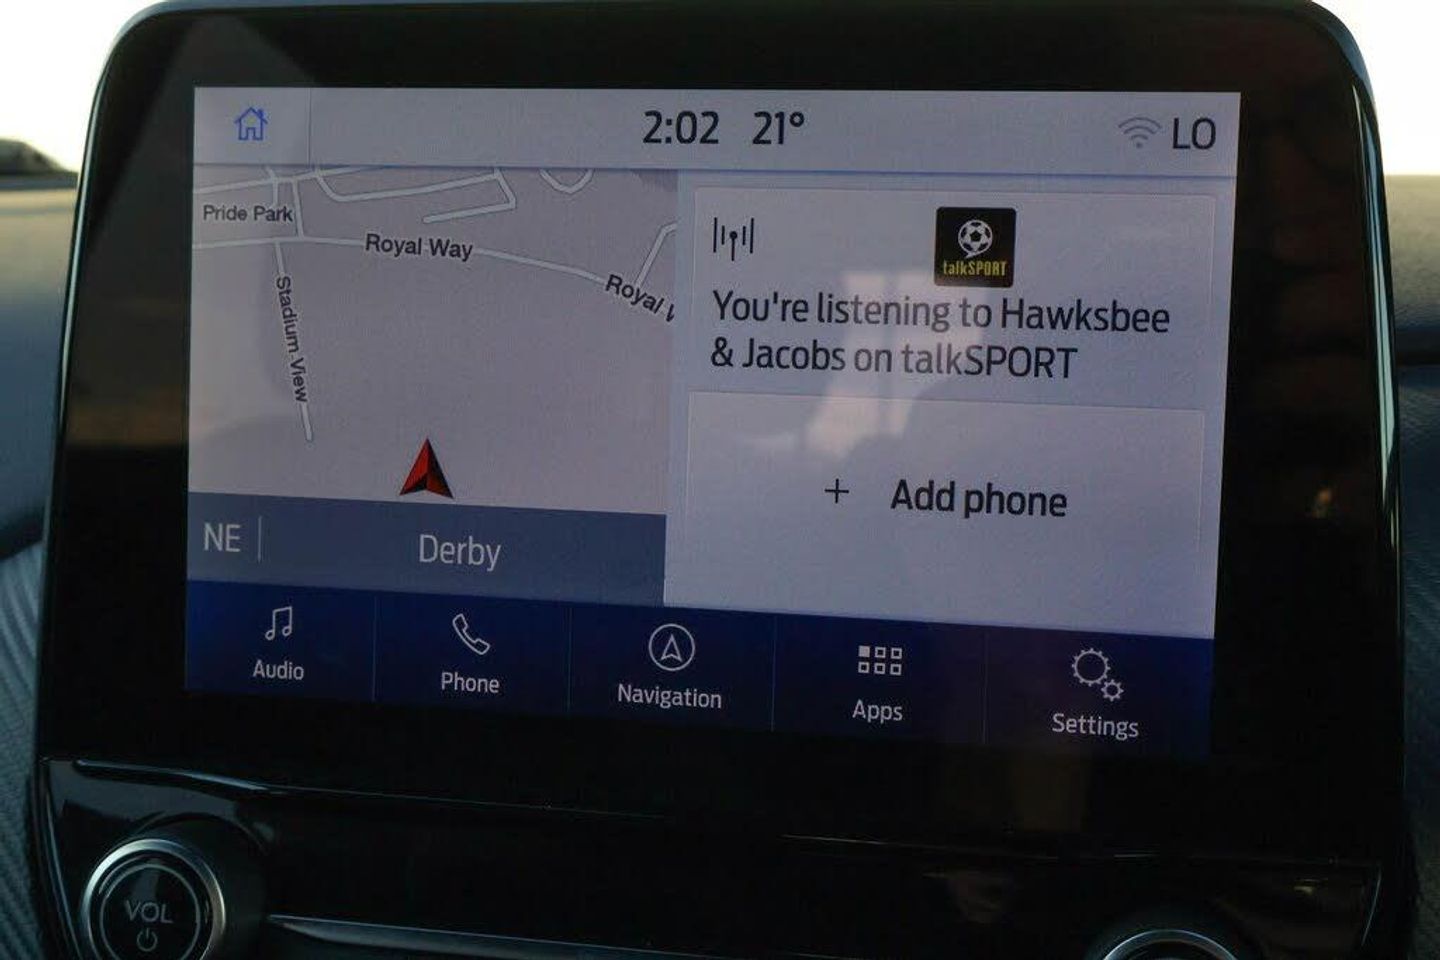 2:02 21° LO
Pride Park
Royal Way
Royal
Stadium View
talkSPORT
You're listening to Hawksbee
& Jacobs on talkSPORT
+ Add phone
NE
Derby
Audio
Phone
Navigation
Apps
Settings
VOL